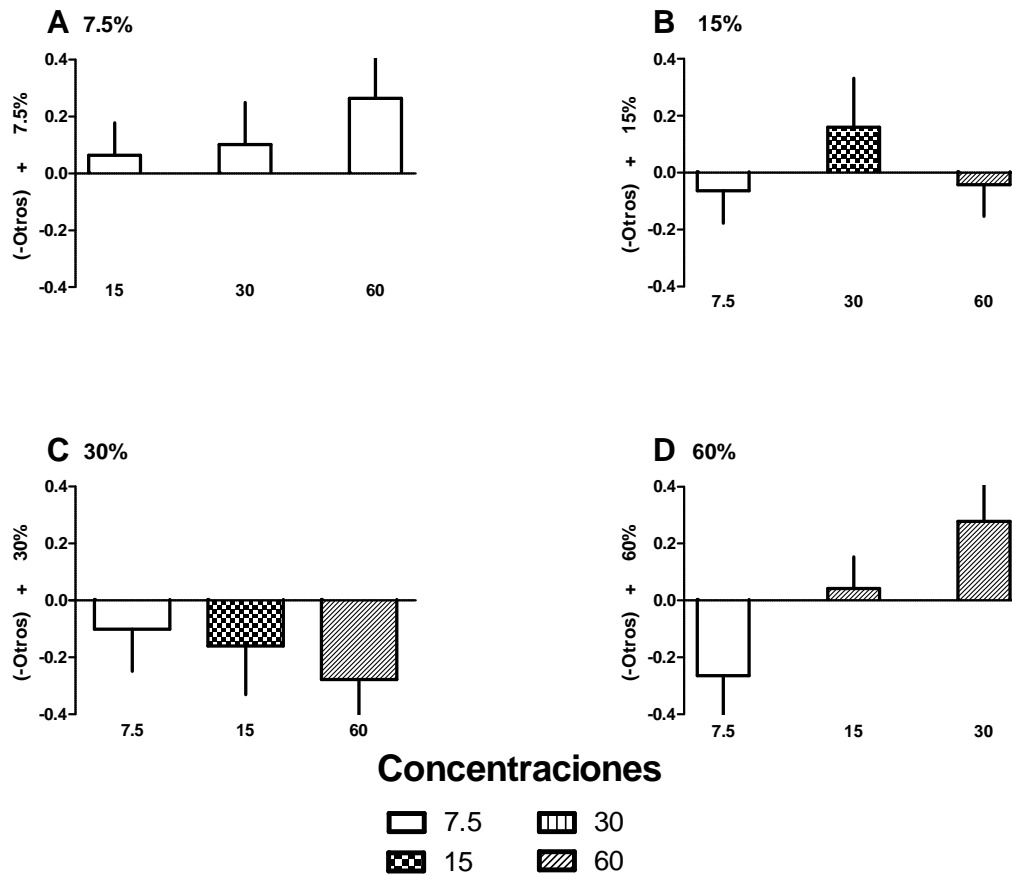 A 7.5%
0.4
0.2
0.0
-0.2
-0.4
(-Otros) + 7.5%
15 30 60
B 15%
0.4
0.2
0.0
-0.2
-0.4
(-Otros) + 15%
7.5 30 60
C 30%
0.4
0.2
0.0
-0.2
-0.4
(-Otros) + 30%
7.5 15 60
D 60%
0.4
0.2
0.0
-0.2
-0.4
(-Otros) + 60%
7.5 15 30
Concentraciones
7.5 30
15 60